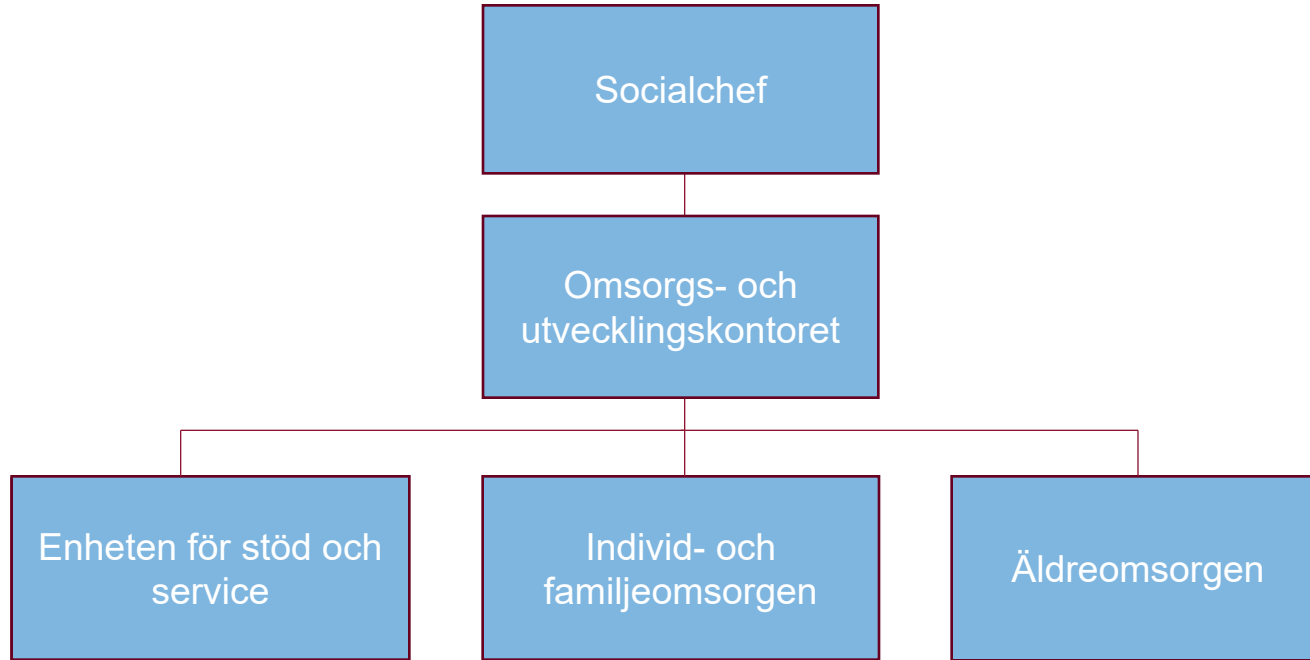 Socialchef
Omsorgs- och
utvecklingskontoret
Enheten för stöd och
service
Individ- och
familjeomsorgen
Äldreomsorgen